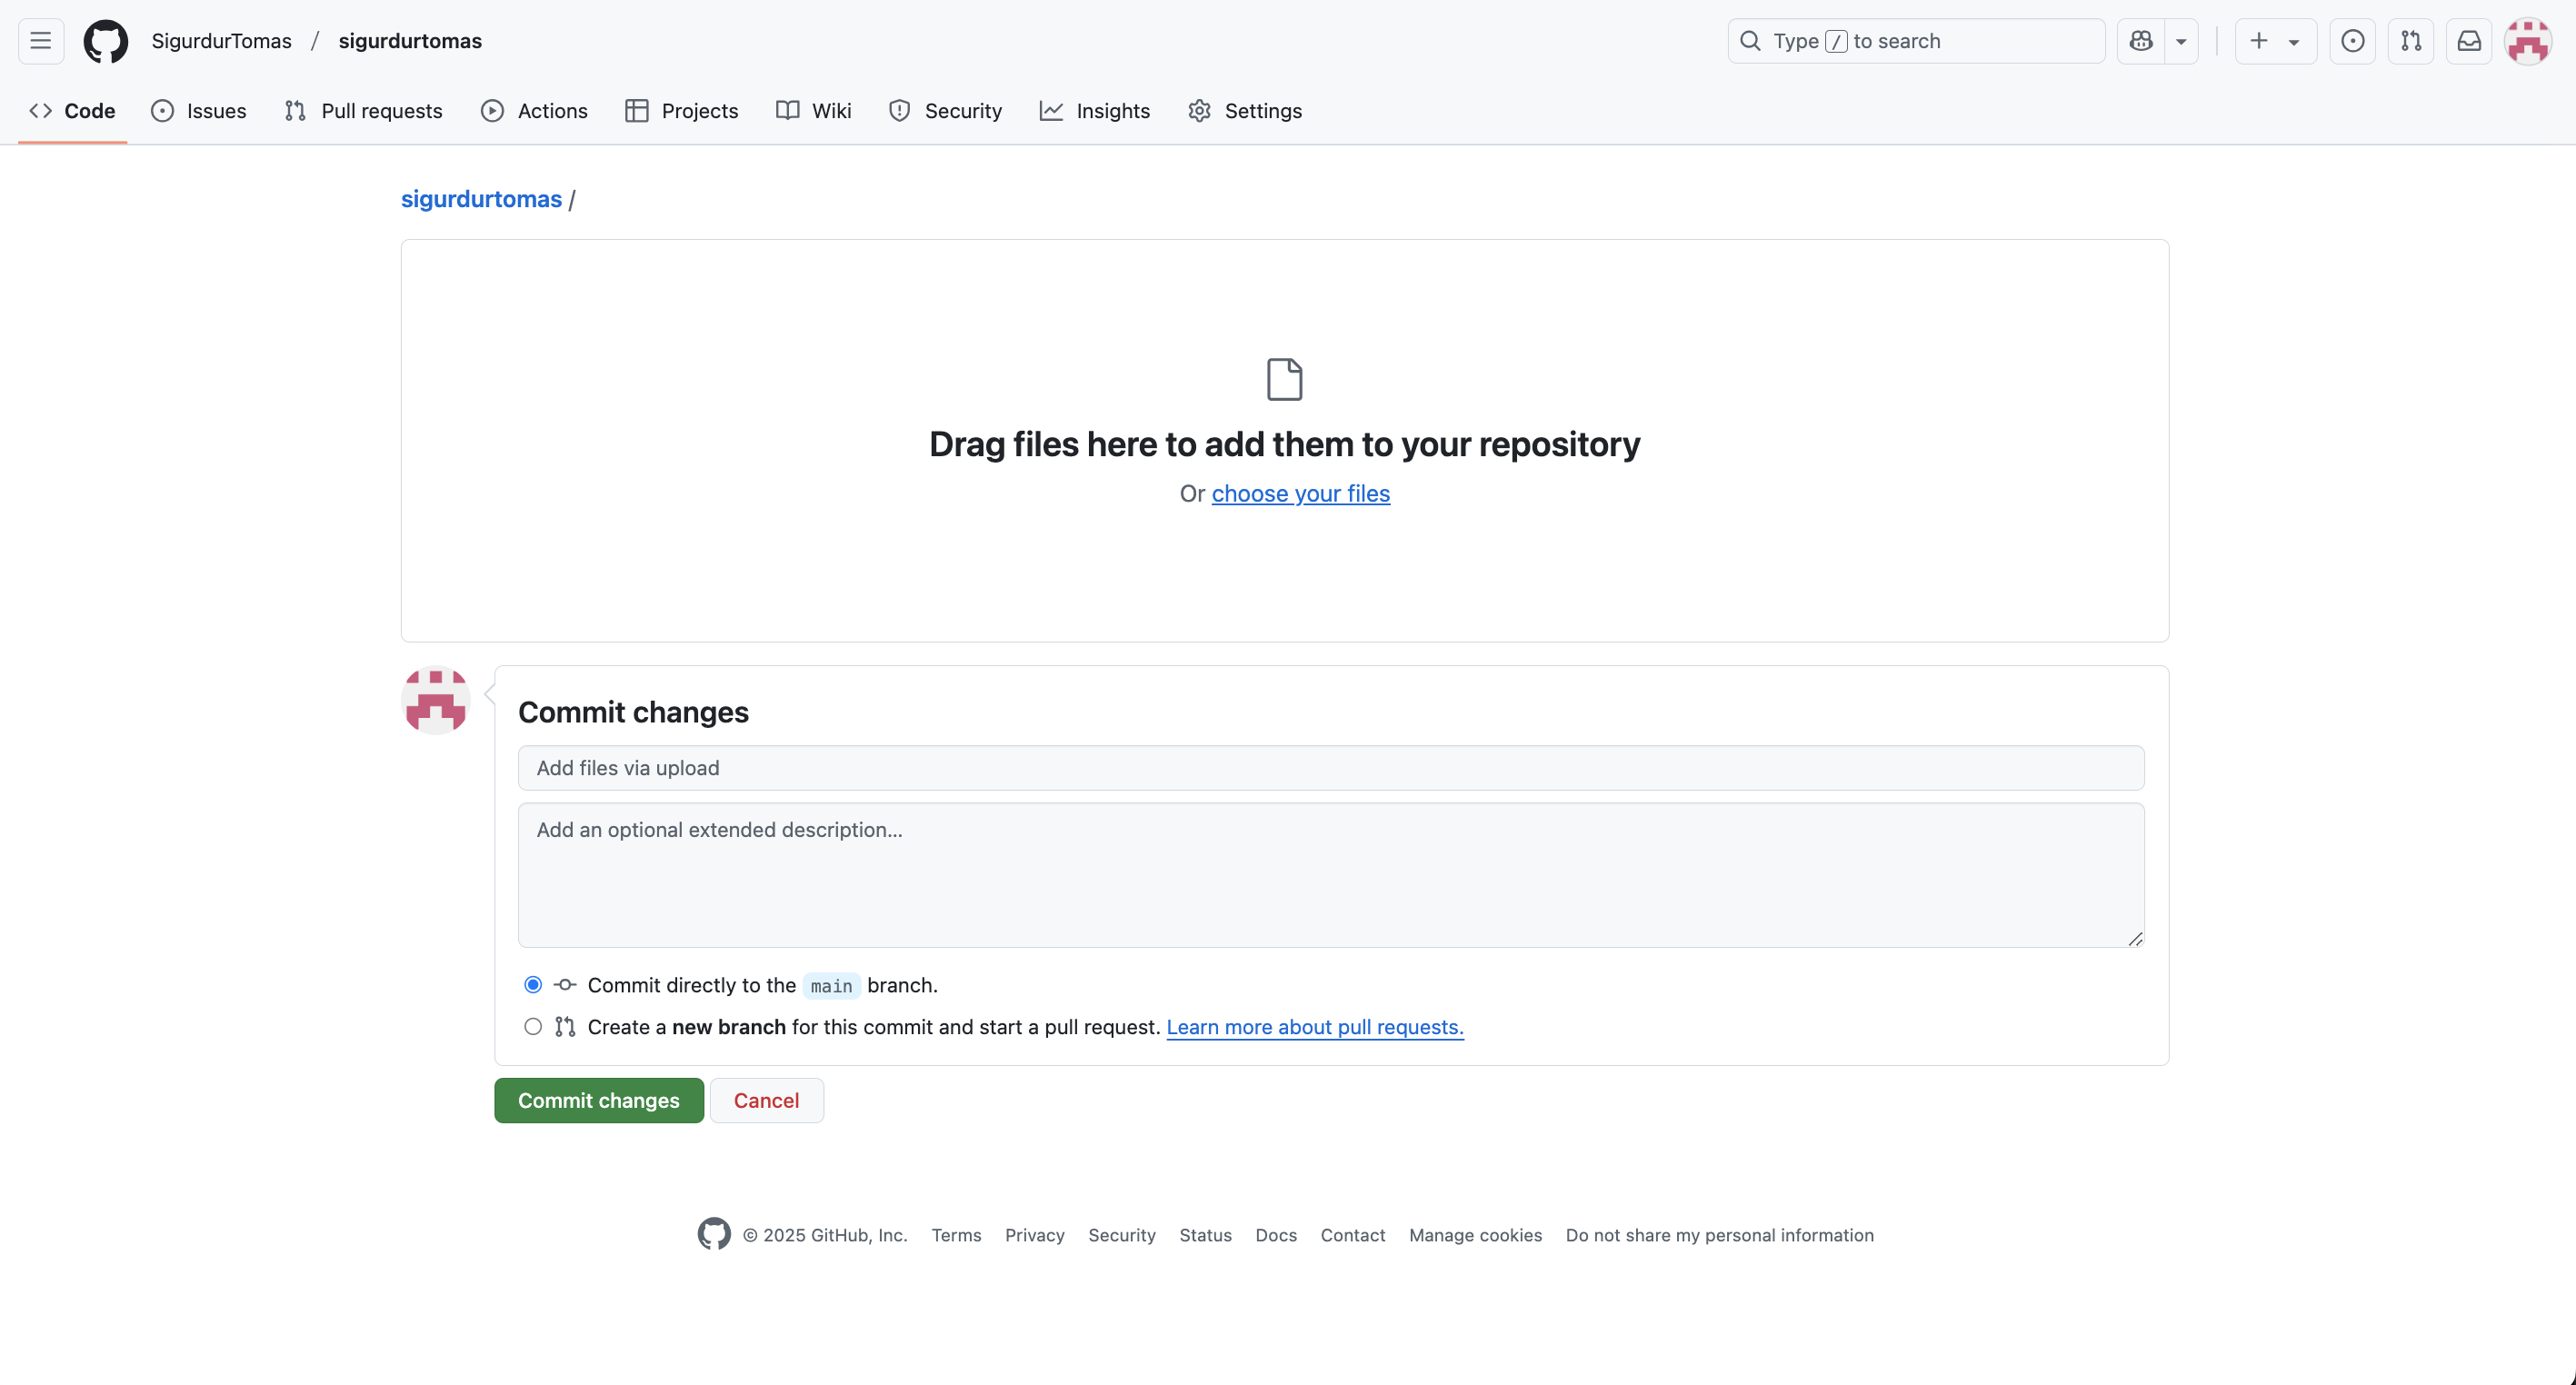 SigurdurTomas / sigurdurtomas
Type / to search
Code Issues Pull requests Actions Projects Wiki Security Insights Settings
sigurdurtomas /
Drag files here to add them to your repository
Or choose your files
Commit changes
Add files via upload
Add an optional extended description...
Commit directly to the main branch.
Create a new branch for this commit and start a pull request. Learn more about pull requests.
Commit changes Cancel
© 2025 GitHub, Inc. Terms Privacy Security Status Docs Contact Manage cookies Do not share my personal information